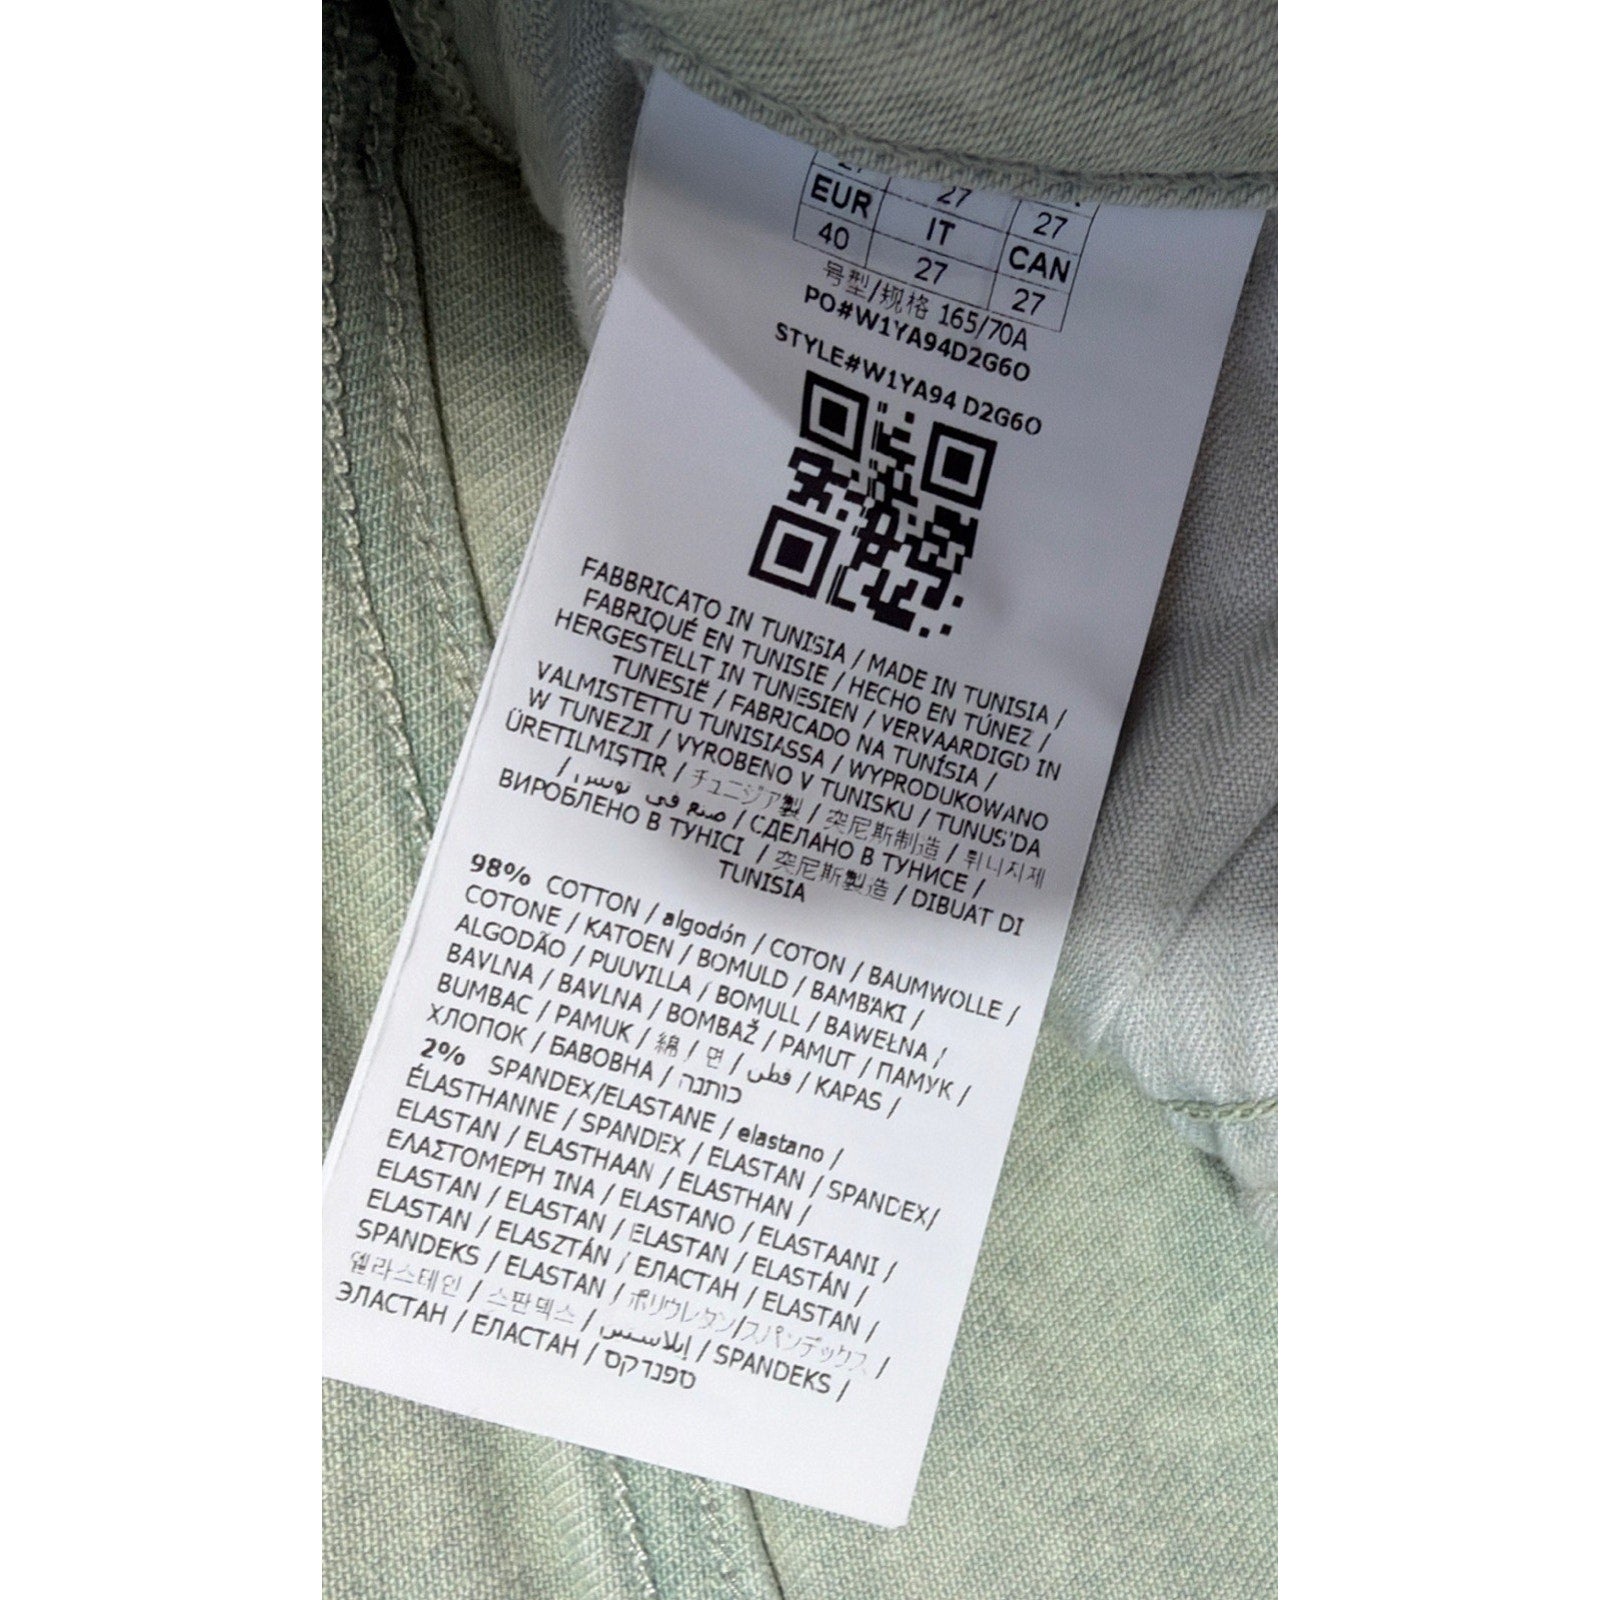 27 27
EUR IT CAN
40 27 27
号型/规格 165/70A
PO#W1YA94D2G6O
STYLE#W1YA94 D2G6O
FABBRICATO IN TUNISIA / MADE IN TUNISIA /
FABRIQUÉ EN TUNISIE / HECHO EN TÚNEZ /
HERGESTELLT IN TUNESIEN / VERVAARDIGD IN
TUNESIË / FABRICADO NA TUNÍSIA /
VALMISTETTU TUNISIASSA / WYPRODUKOWANO
W TUNEZJI / VYROBENO V TUNISKU / TUNUS'DA
ÜRETILMIŞTIR / チュニジア製 / 突尼斯制造 / 튀니지제
/ صنع في تونس / СДЕЛАНО В ТУНИСЕ /
ВИРОБЛЕНО В ТУНІСІ / 突尼斯製造 / DIBUAT DI
TUNISIA
98% COTTON / algodón / COTON / BAUMWOLLE /
COTONE / KATOEN / BOMULD / BAMBAKI /
ALGODÃO / PUUVILLA / BOMULL / BAWEŁNA /
BAVLNA / BAVLNA / BOMBAŽ / PAMUT / ПАМУК /
BUMBAC / PAMUK / 綿 / 면 / قطن / KAPAS /
ХЛОПОК / БАВОВНА / כותנה
2% SPANDEX/ELASTANE / elastano /
ÉLASTHANNE / SPANDEX / ELASTAN / SPANDEX/
ELASTAN / ELASTHAAN / ELASTHAN /
ΕΛΑΣΤΟΜΕΡΉ ΊΝΑ / ELASTANO / ELASTAANI /
ELASTAN / ELASTAN / ELASTAN / ELASTÁN /
ELASTAN / ELASZTÁN / ЕЛАСТАН / ELASTAN /
SPANDEKS / ELASTAN / ポリウレタン/スパンデックス /
엘라스테인 / 스판덱스 / إيلاستس / SPANDEKS /
ЭЛАСТАН / ЕЛАСТАН / ספנדקס